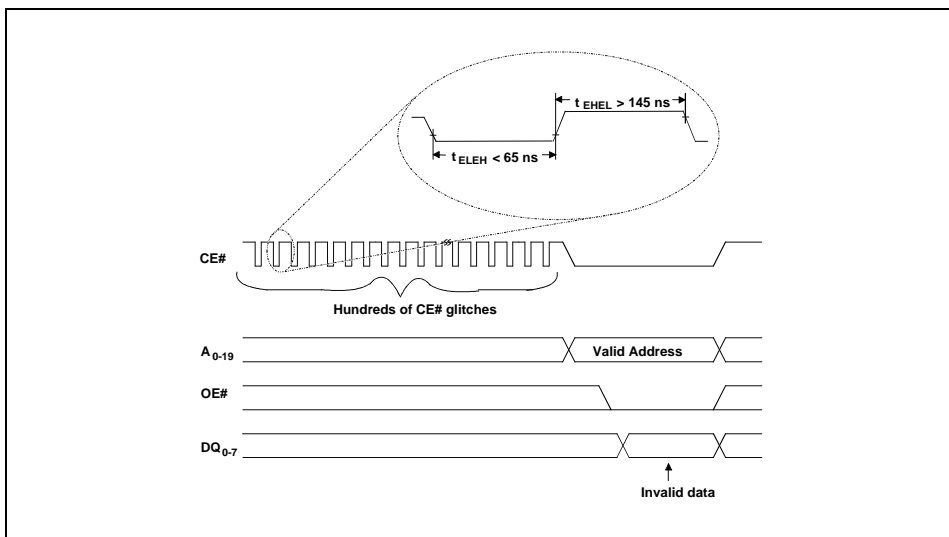 t EHEL > 145 ns
t ELEH < 65 ns
CE#
Hundreds of CE# glitches
A 0-19
Valid Address
OE#
DQ 0-7
Invalid data